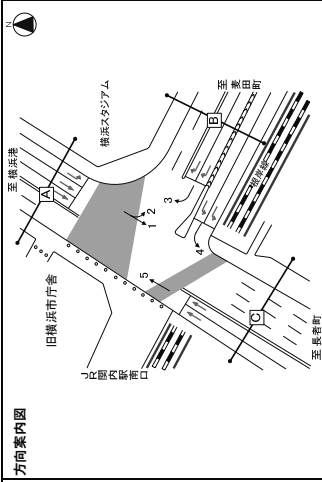 方向案内図
N
至 横浜港
A
横浜スタジアム
至 麦田町
B
旧横浜市庁舎
1
2
3
4
5
根岸線
JR関内駅南口
C
至 長者町